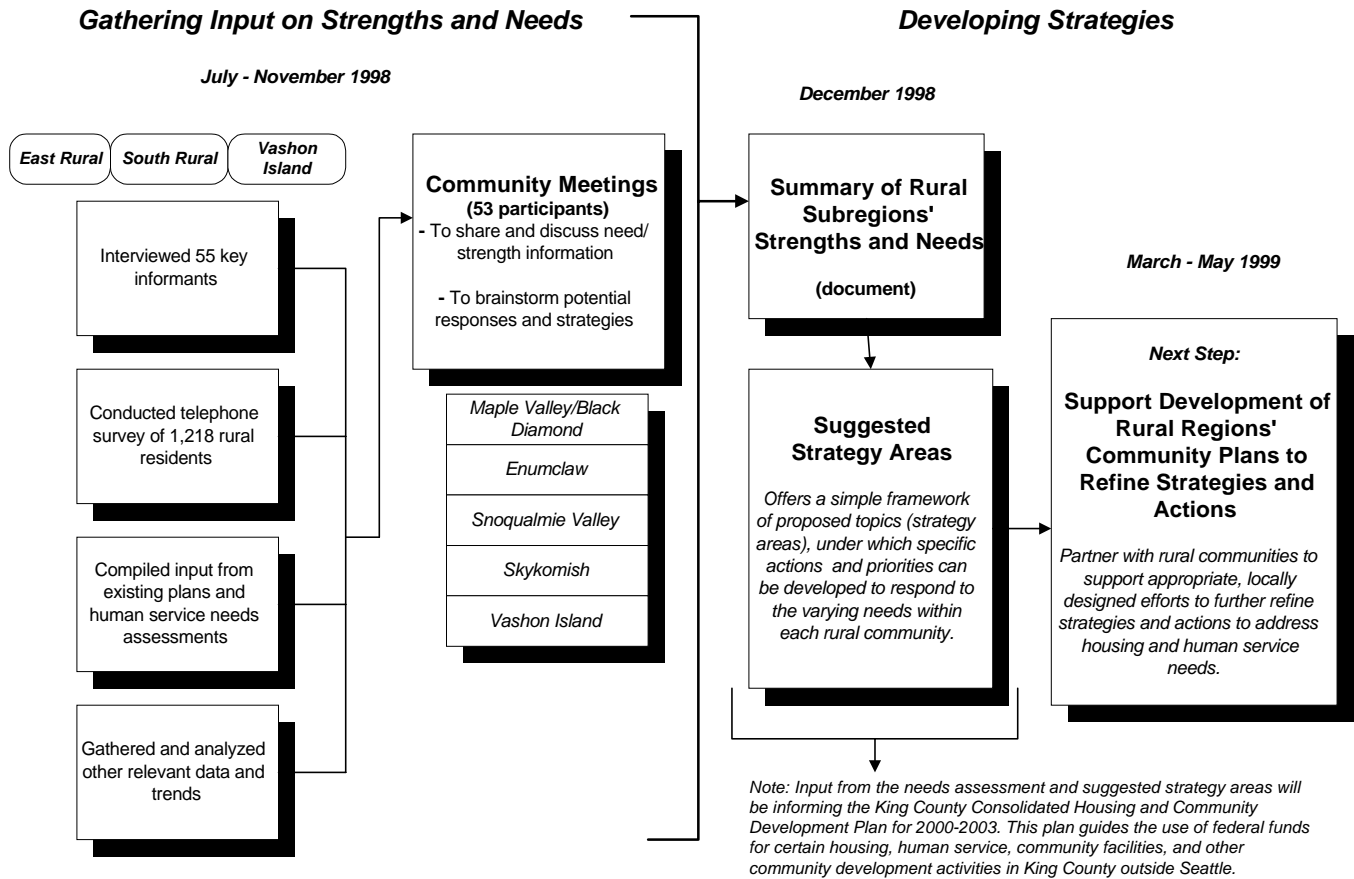 Gathering Input on Strengths and Needs
July - November 1998
East Rural
South Rural
Vashon
Island
Interviewed 55 key
informants
Conducted telephone
survey of 1,218 rural
residents
Compiled input from
existing plans and
human service needs
assessments
Gathered and analyzed
other relevant data and
trends
Community Meetings
(53 participants)
- To share and discuss need/
strength information
- To brainstorm potential
responses and strategies
Maple Valley/Black
Diamond
Enumclaw
Snoqualmie Valley
Skykomish
Vashon Island
Developing Strategies
December 1998
Summary of Rural
Subregions'
Strengths and Needs
(document)
Suggested
Strategy Areas
Offers a simple framework
of proposed topics (strategy
areas), under which specific
actions and priorities can
be developed to respond to
the varying needs within
each rural community.
March - May 1999
Next Step:
Support Development of
Rural Regions'
Community Plans to
Refine Strategies and
Actions
Partner with rural communities to
support appropriate, locally
designed efforts to further refine
strategies and actions to address
housing and human service
needs.
Note: Input from the needs assessment and suggested strategy areas will
be informing the King County Consolidated Housing and Community
Development Plan for 2000-2003. This plan guides the use of federal funds
for certain housing, human service, community facilities, and other
community development activities in King County outside Seattle.